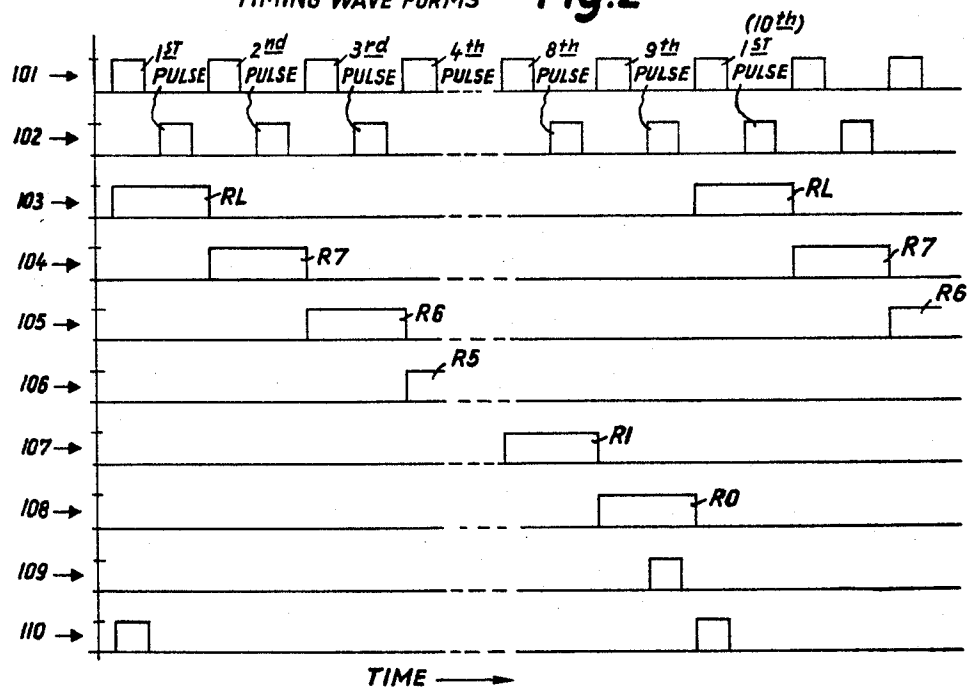 TIMING WAVE FORMS Fig.2
101 → 1ST PULSE 2nd PULSE 3rd PULSE 4th PULSE 8th PULSE 9th PULSE (10th) 1ST PULSE
102 →
103 → RL RL
104 → R7 R7
105 → R6 R6
106 → R5
107 → R1
108 → R0
109 →
110 →
TIME →